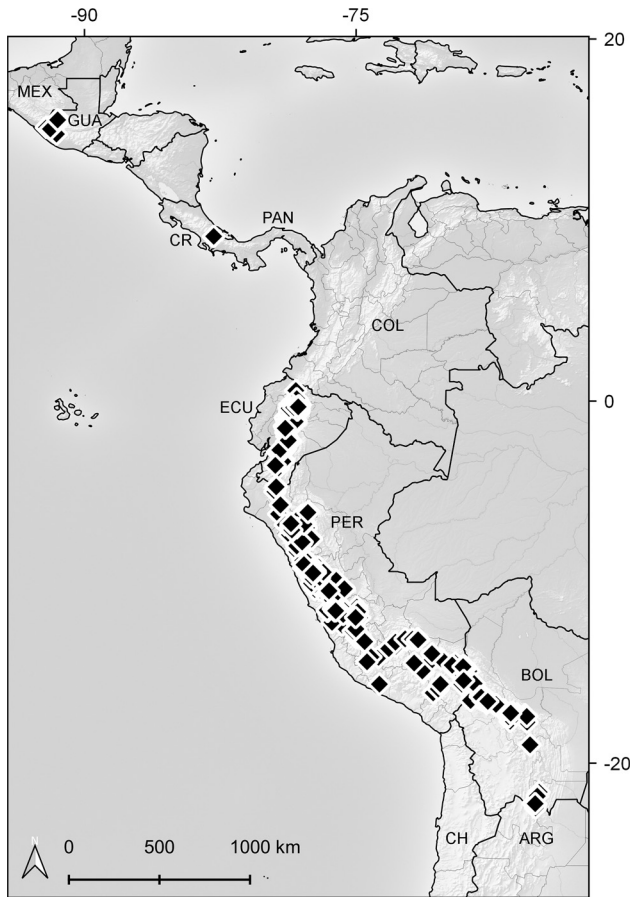 -90 -75
20
MEX
GUA
PAN
CR
COL
ECU
0
PER
BOL
-20
N
CH ARG
0 500 1000 km